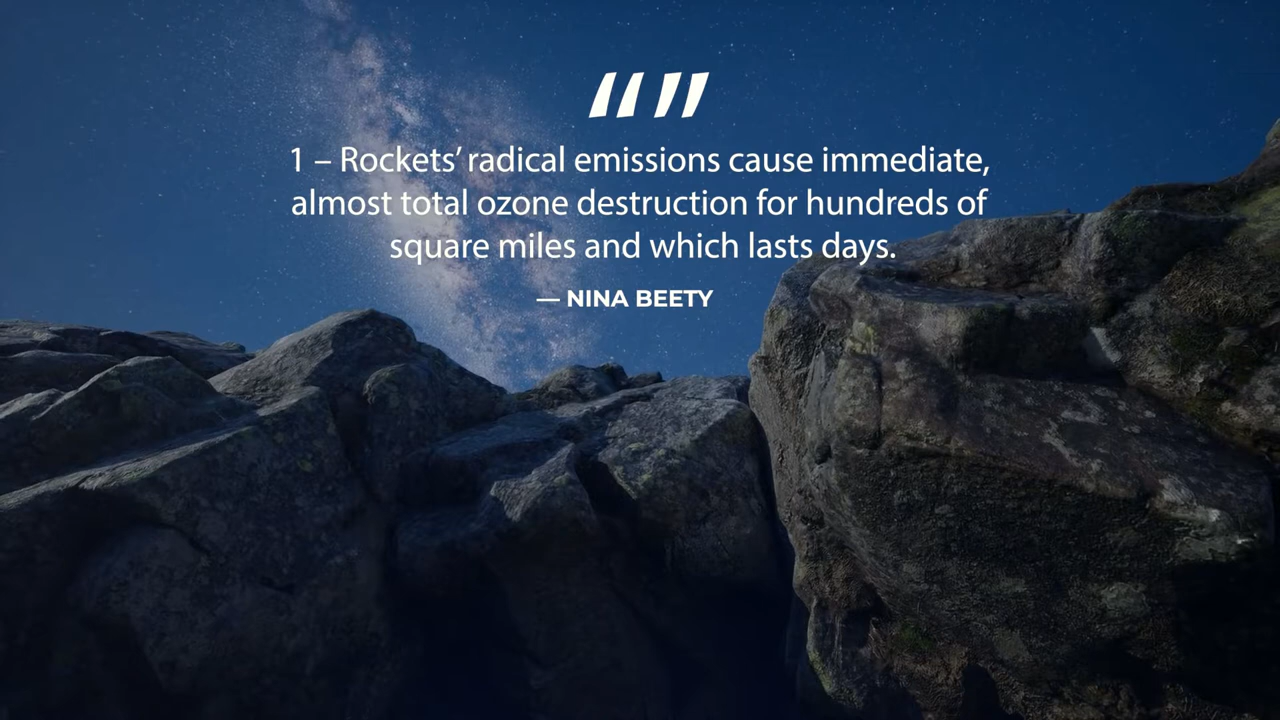 1 – Rockets’ radical emissions cause immediate,
almost total ozone destruction for hundreds of
square miles and which lasts days.
— NINA BEETY